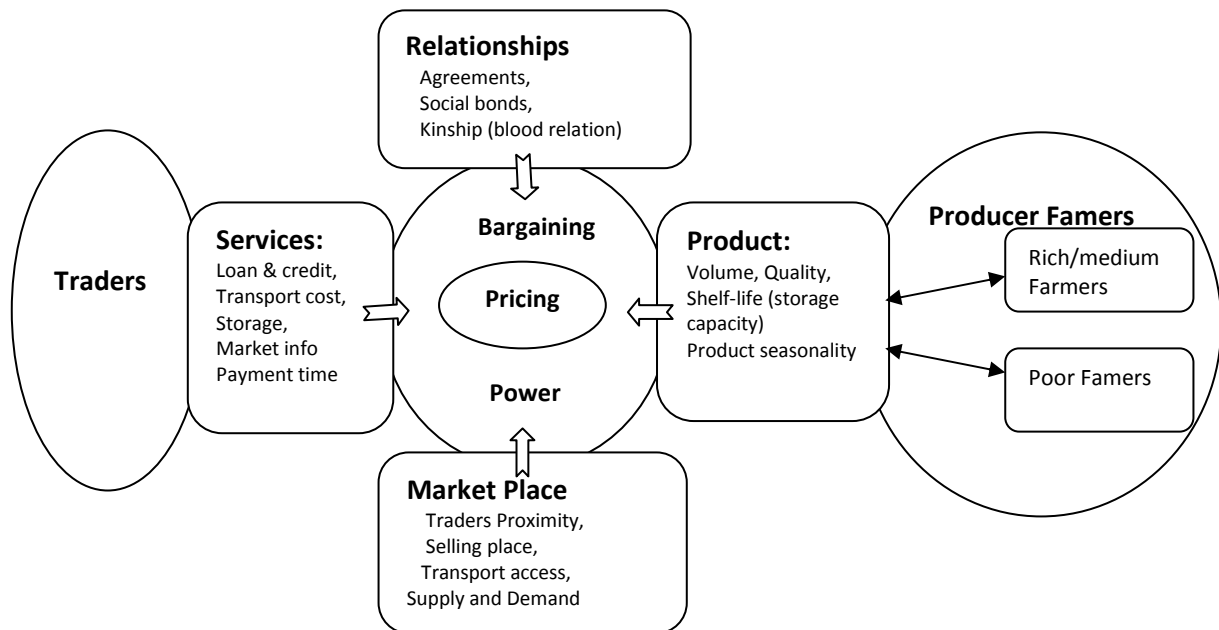 Relationships
Agreements,
Social bonds,
Kinship (blood relation)
Traders
Services:
Loan & credit,
Transport cost,
Storage,
Market info
Payment time
Bargaining
Pricing
Power
Product:
Volume, Quality,
Shelf-life (storage
capacity)
Product seasonality
Producer Famers
Rich/medium
Farmers
Poor Famers
Market Place
Traders Proximity,
Selling place,
Transport access,
Supply and Demand